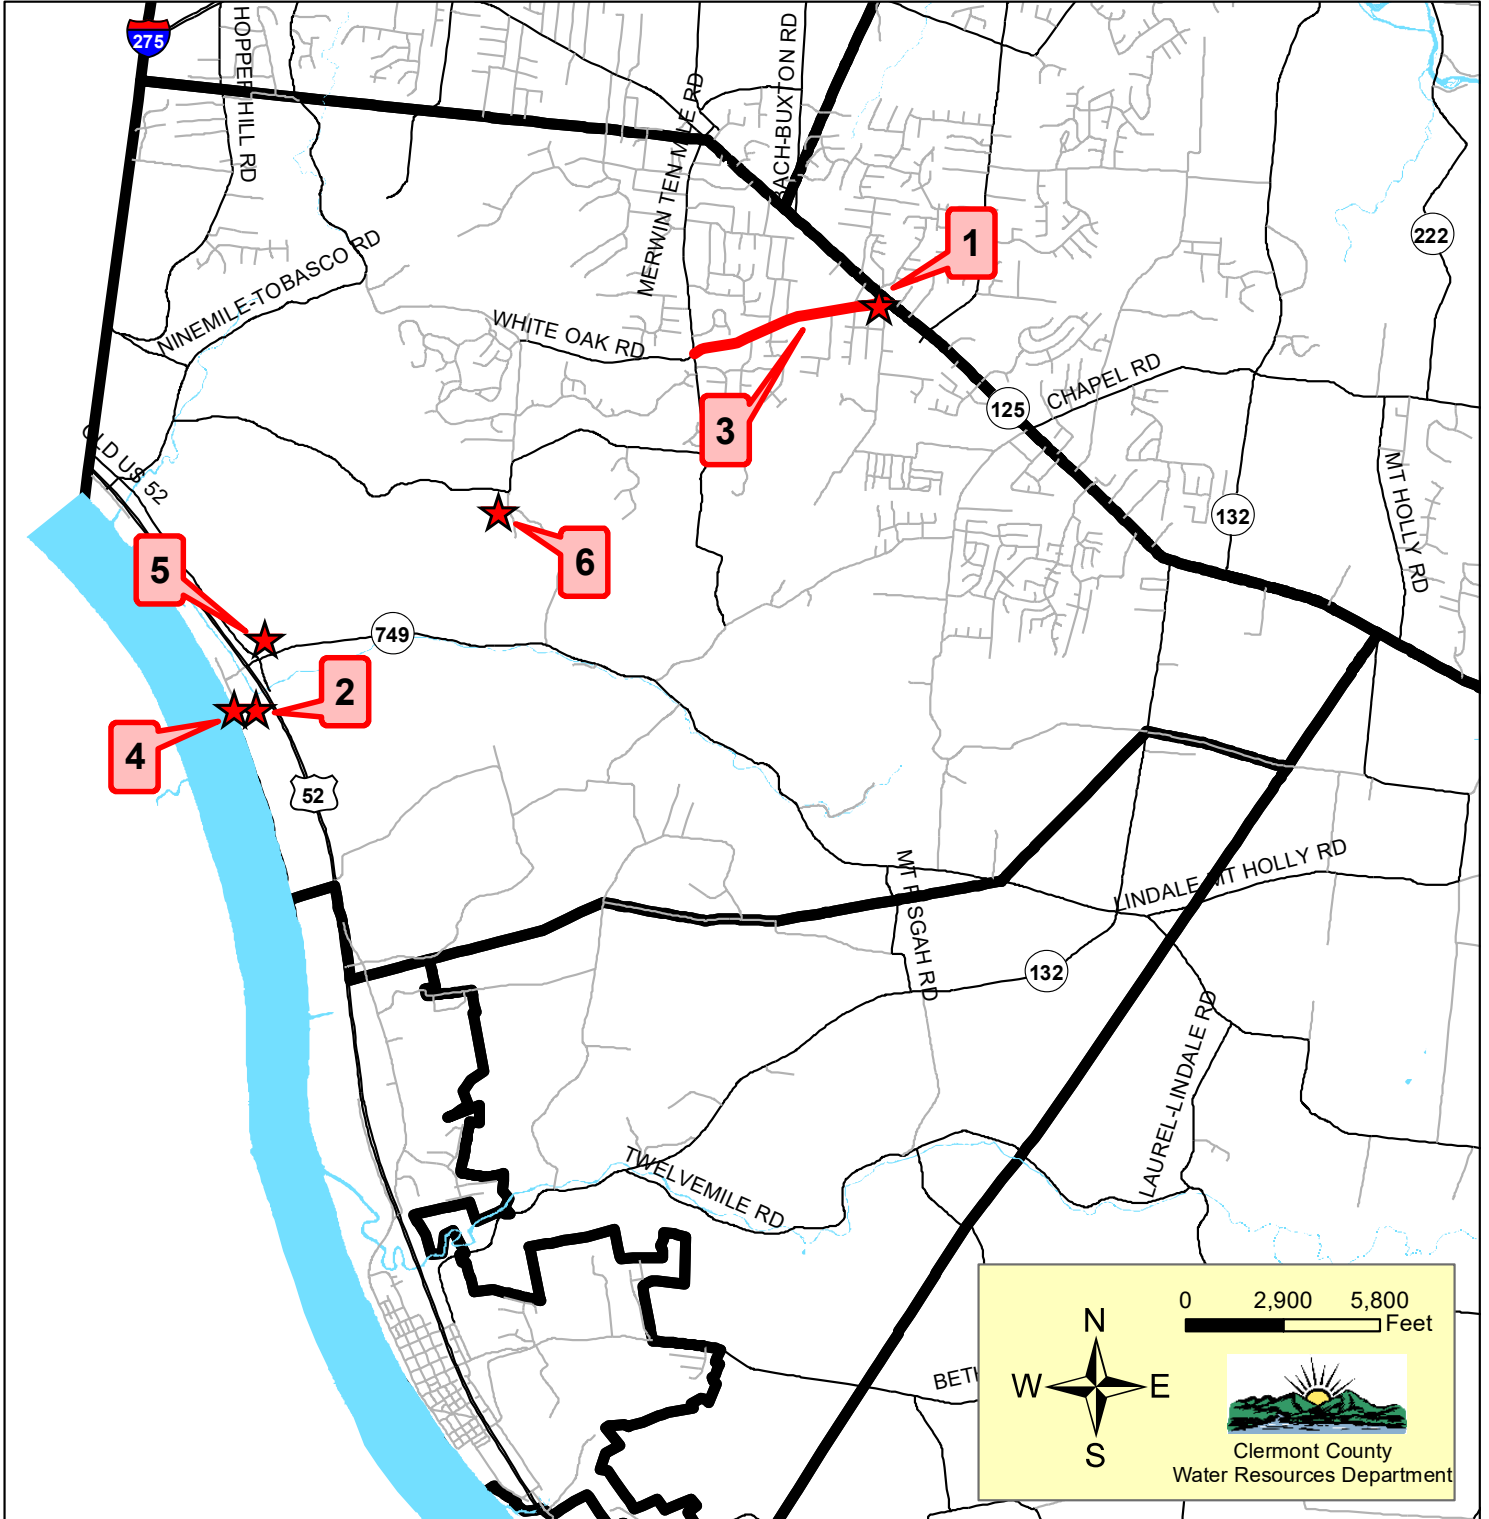 275
HOPPER HILL RD
MERWIN TEN MILE RD
BACH-BUXTON RD
1
222
NINEMILE-TOBASCO RD
WHITE OAK RD
CHAPEL RD
125
3
OLD US 52
MT HOLLY RD
132
6
5
749
2
4
52
MT PISGAH RD
LINDALE-MT HOLLY RD
132
LAUREL-LINDALE RD
TWELVEMILE RD
0 2,900 5,800
Feet
N
W E
S
Clermont County
Water Resources Department